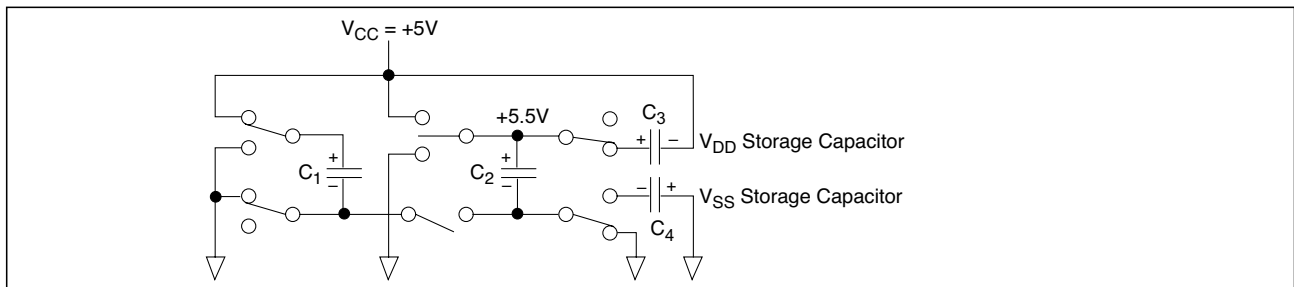 V_CC = +5V
+5.5V
C_3
+ −
V_DD Storage Capacitor
+
C_1
−
+
C_2
−
− +
V_SS Storage Capacitor
C_4